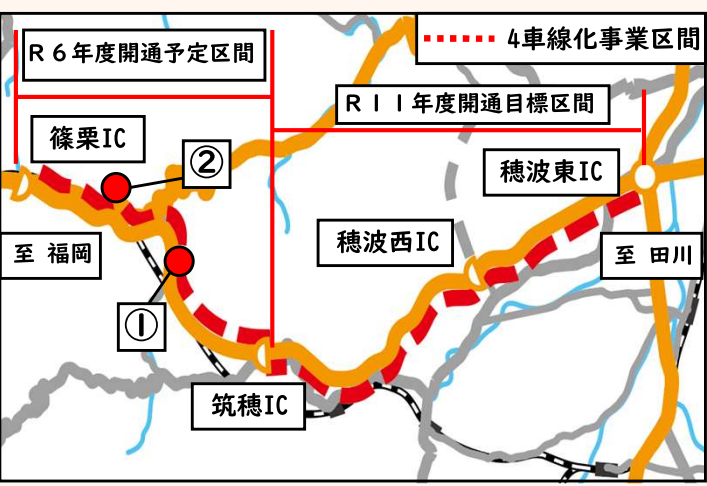 4車線化事業区間
R6年度開通予定区間
R11年度開通目標区間
篠栗IC
②
穂波東IC
穂波西IC
至 福岡
至 田川
①
筑穂IC